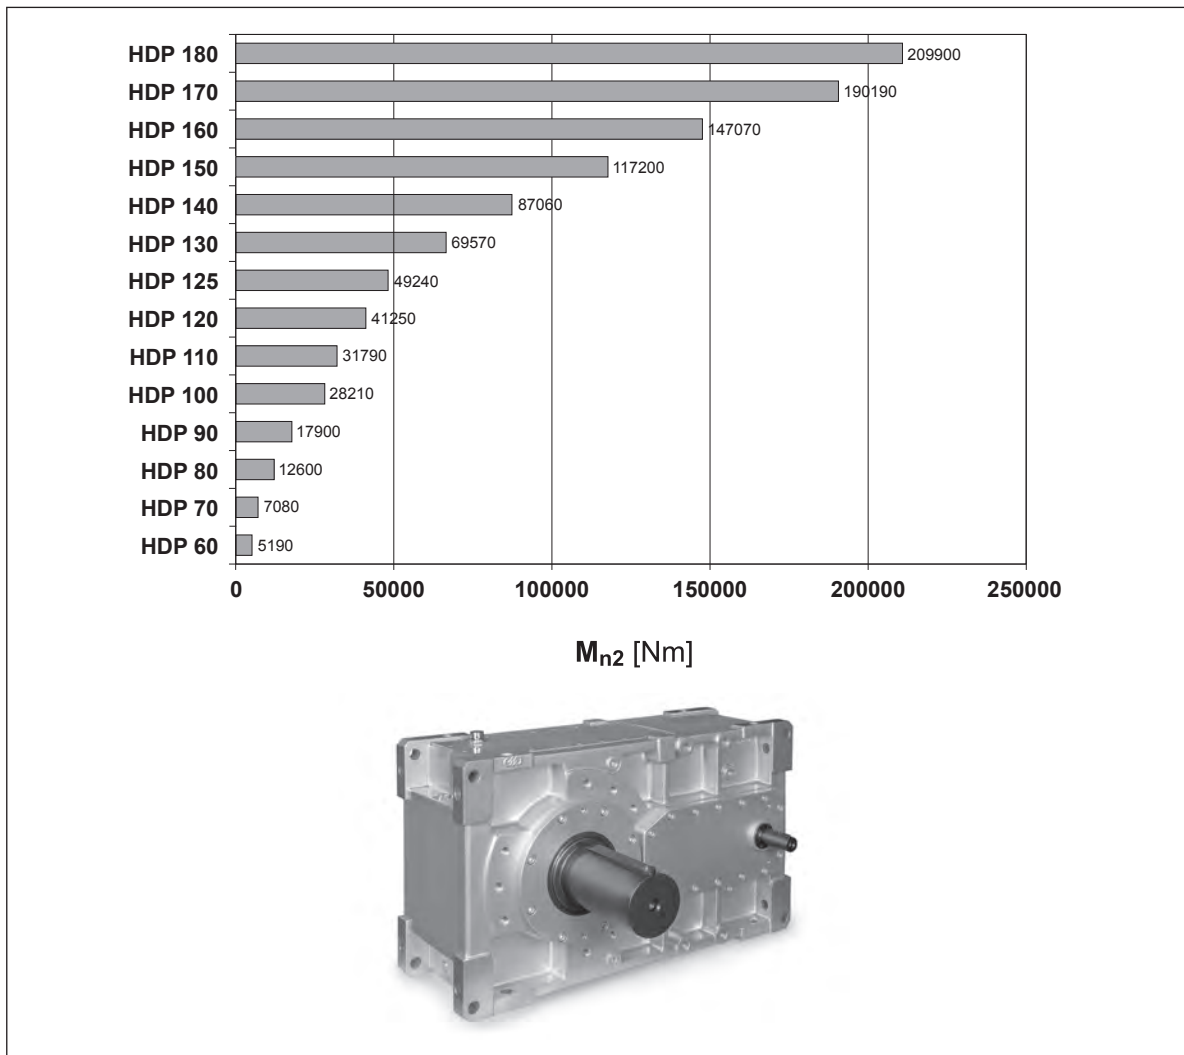 HDP 180 209900
HDP 170 190190
HDP 160 147070
HDP 150 117200
HDP 140 87060
HDP 130 69570
HDP 125 49240
HDP 120 41250
HDP 110 31790
HDP 100 28210
HDP 90 17900
HDP 80 12600
HDP 70 7080
HDP 60 5190
0 50000 100000 150000 200000 250000
Mn2 [Nm]